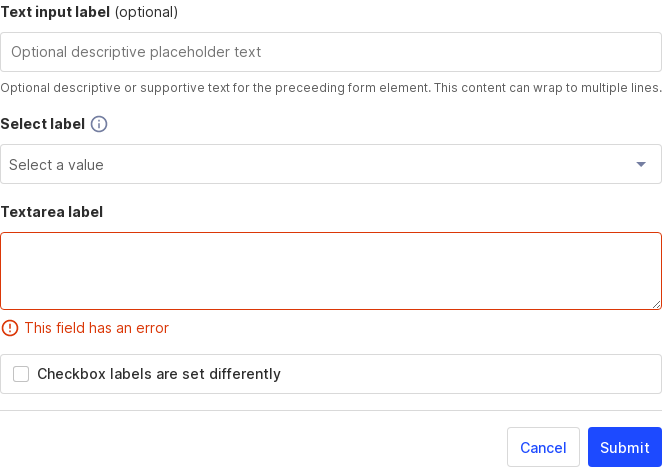 Text input label (optional)
Optional descriptive placeholder text
Optional descriptive or supportive text for the preceeding form element. This content can wrap to multiple lines.
Select label
Select a value
Textarea label
This field has an error
Checkbox labels are set differently
Cancel Submit